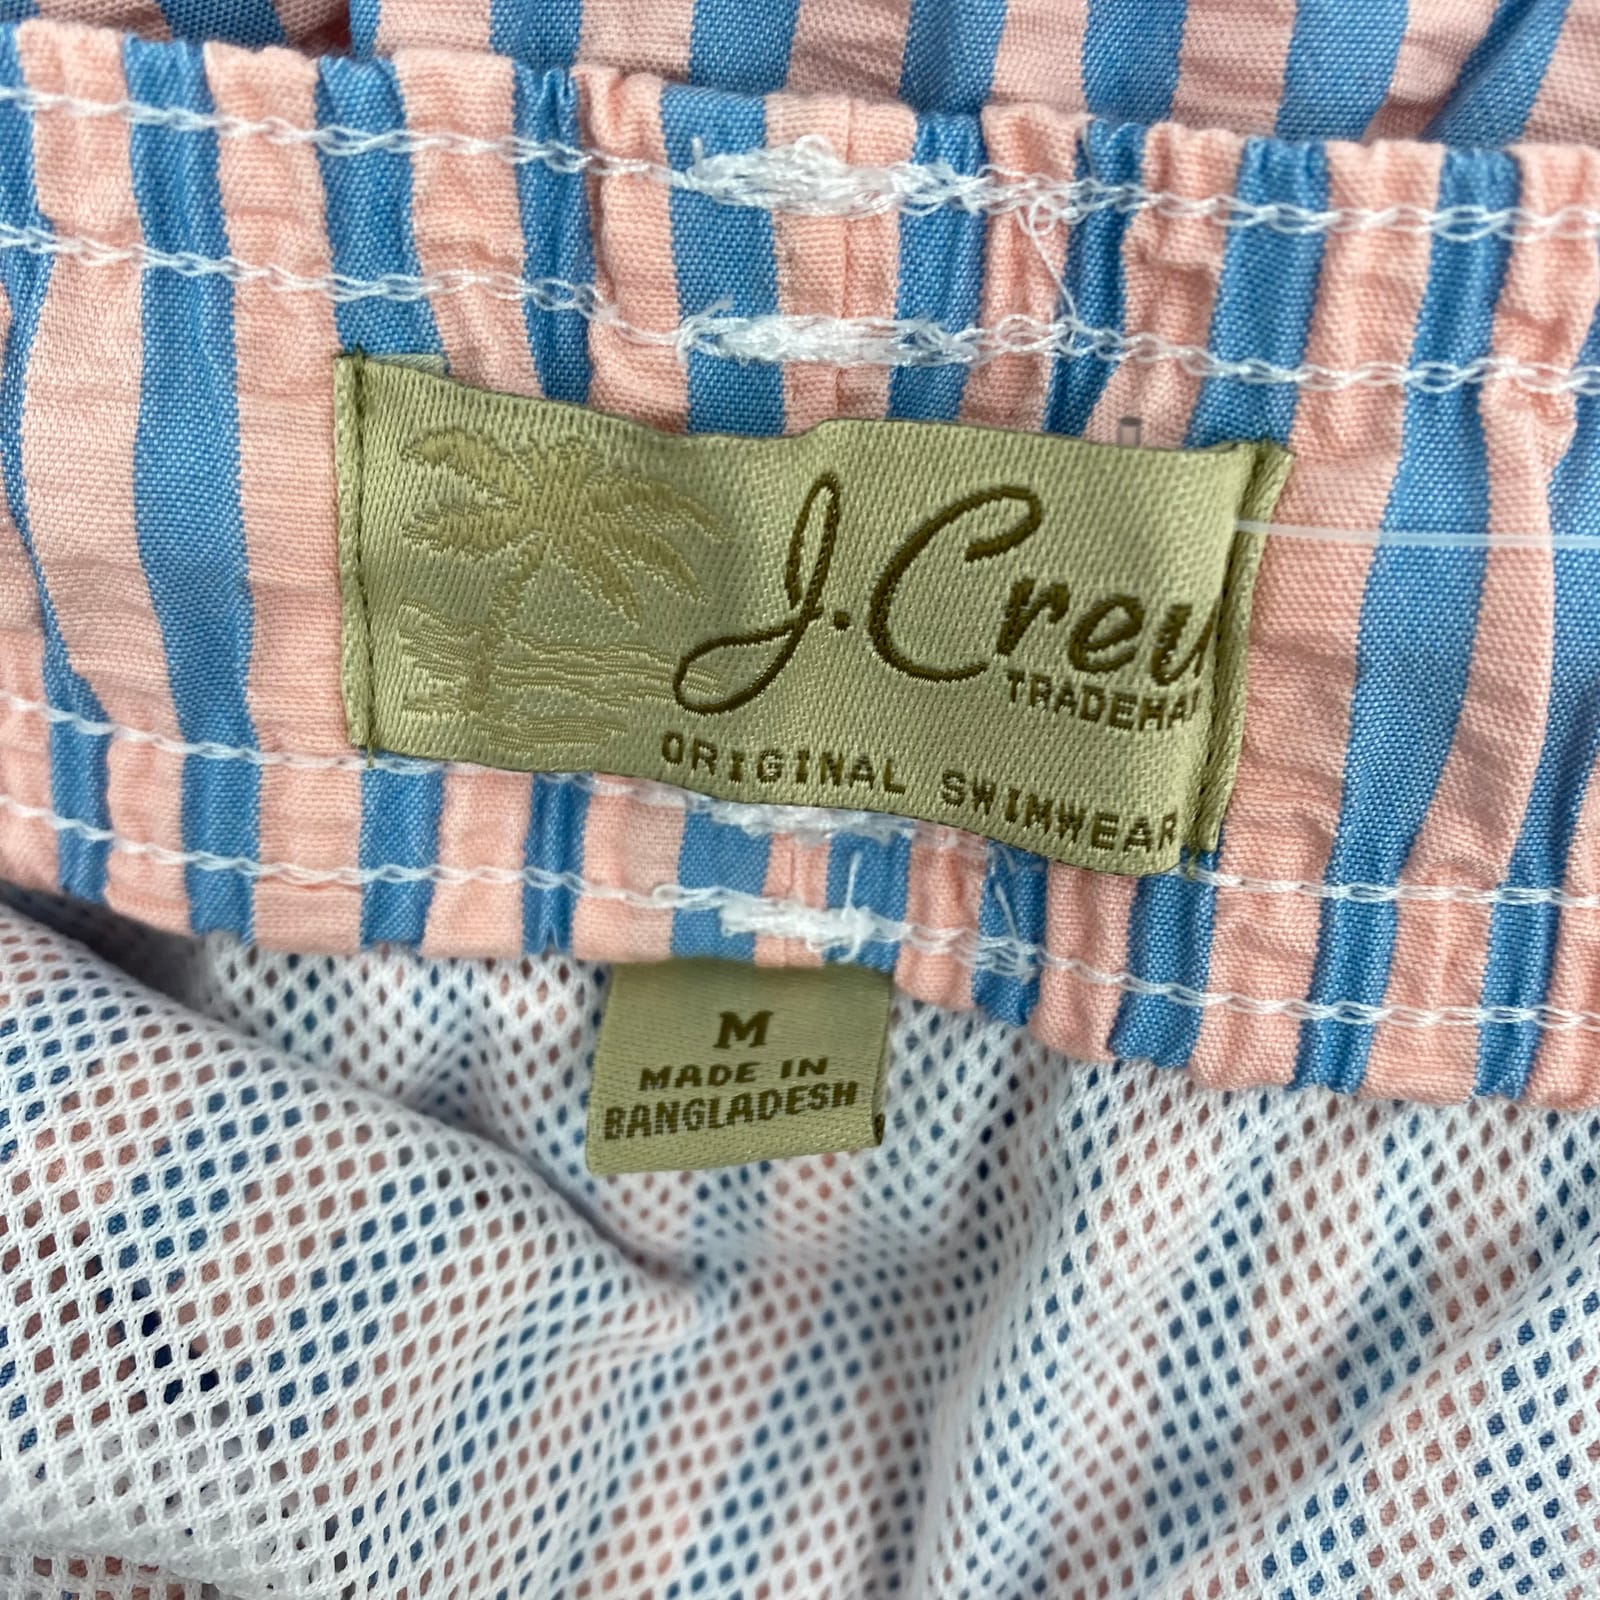 J.Crew
TRADEMA
ORIGINAL SWIMWEAR
M
MADE IN
BANGLADESH